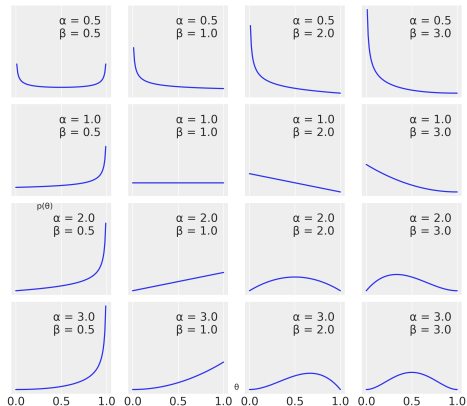 α = 0.5
β = 0.5
α = 0.5
β = 1.0
α = 0.5
β = 2.0
α = 0.5
β = 3.0
α = 1.0
β = 0.5
α = 1.0
β = 1.0
α = 1.0
β = 2.0
α = 1.0
β = 3.0
p(θ)
α = 2.0
β = 0.5
α = 2.0
β = 1.0
α = 2.0
β = 2.0
α = 2.0
β = 3.0
α = 3.0
β = 0.5
α = 3.0
β = 1.0
α = 3.0
β = 2.0
α = 3.0
β = 3.0
θ
0.0 0.5 1.0
0.0 0.5 1.0
0.0 0.5 1.0
0.0 0.5 1.0